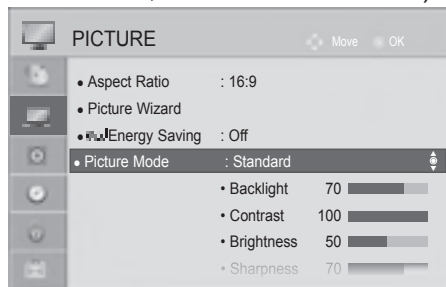 PICTURE
Move OK
• Aspect Ratio : 16:9
• Picture Wizard
• Energy Saving : Off
• Picture Mode : Standard
• Backlight 70
• Contrast 100
• Brightness 50
• Sharpness 70